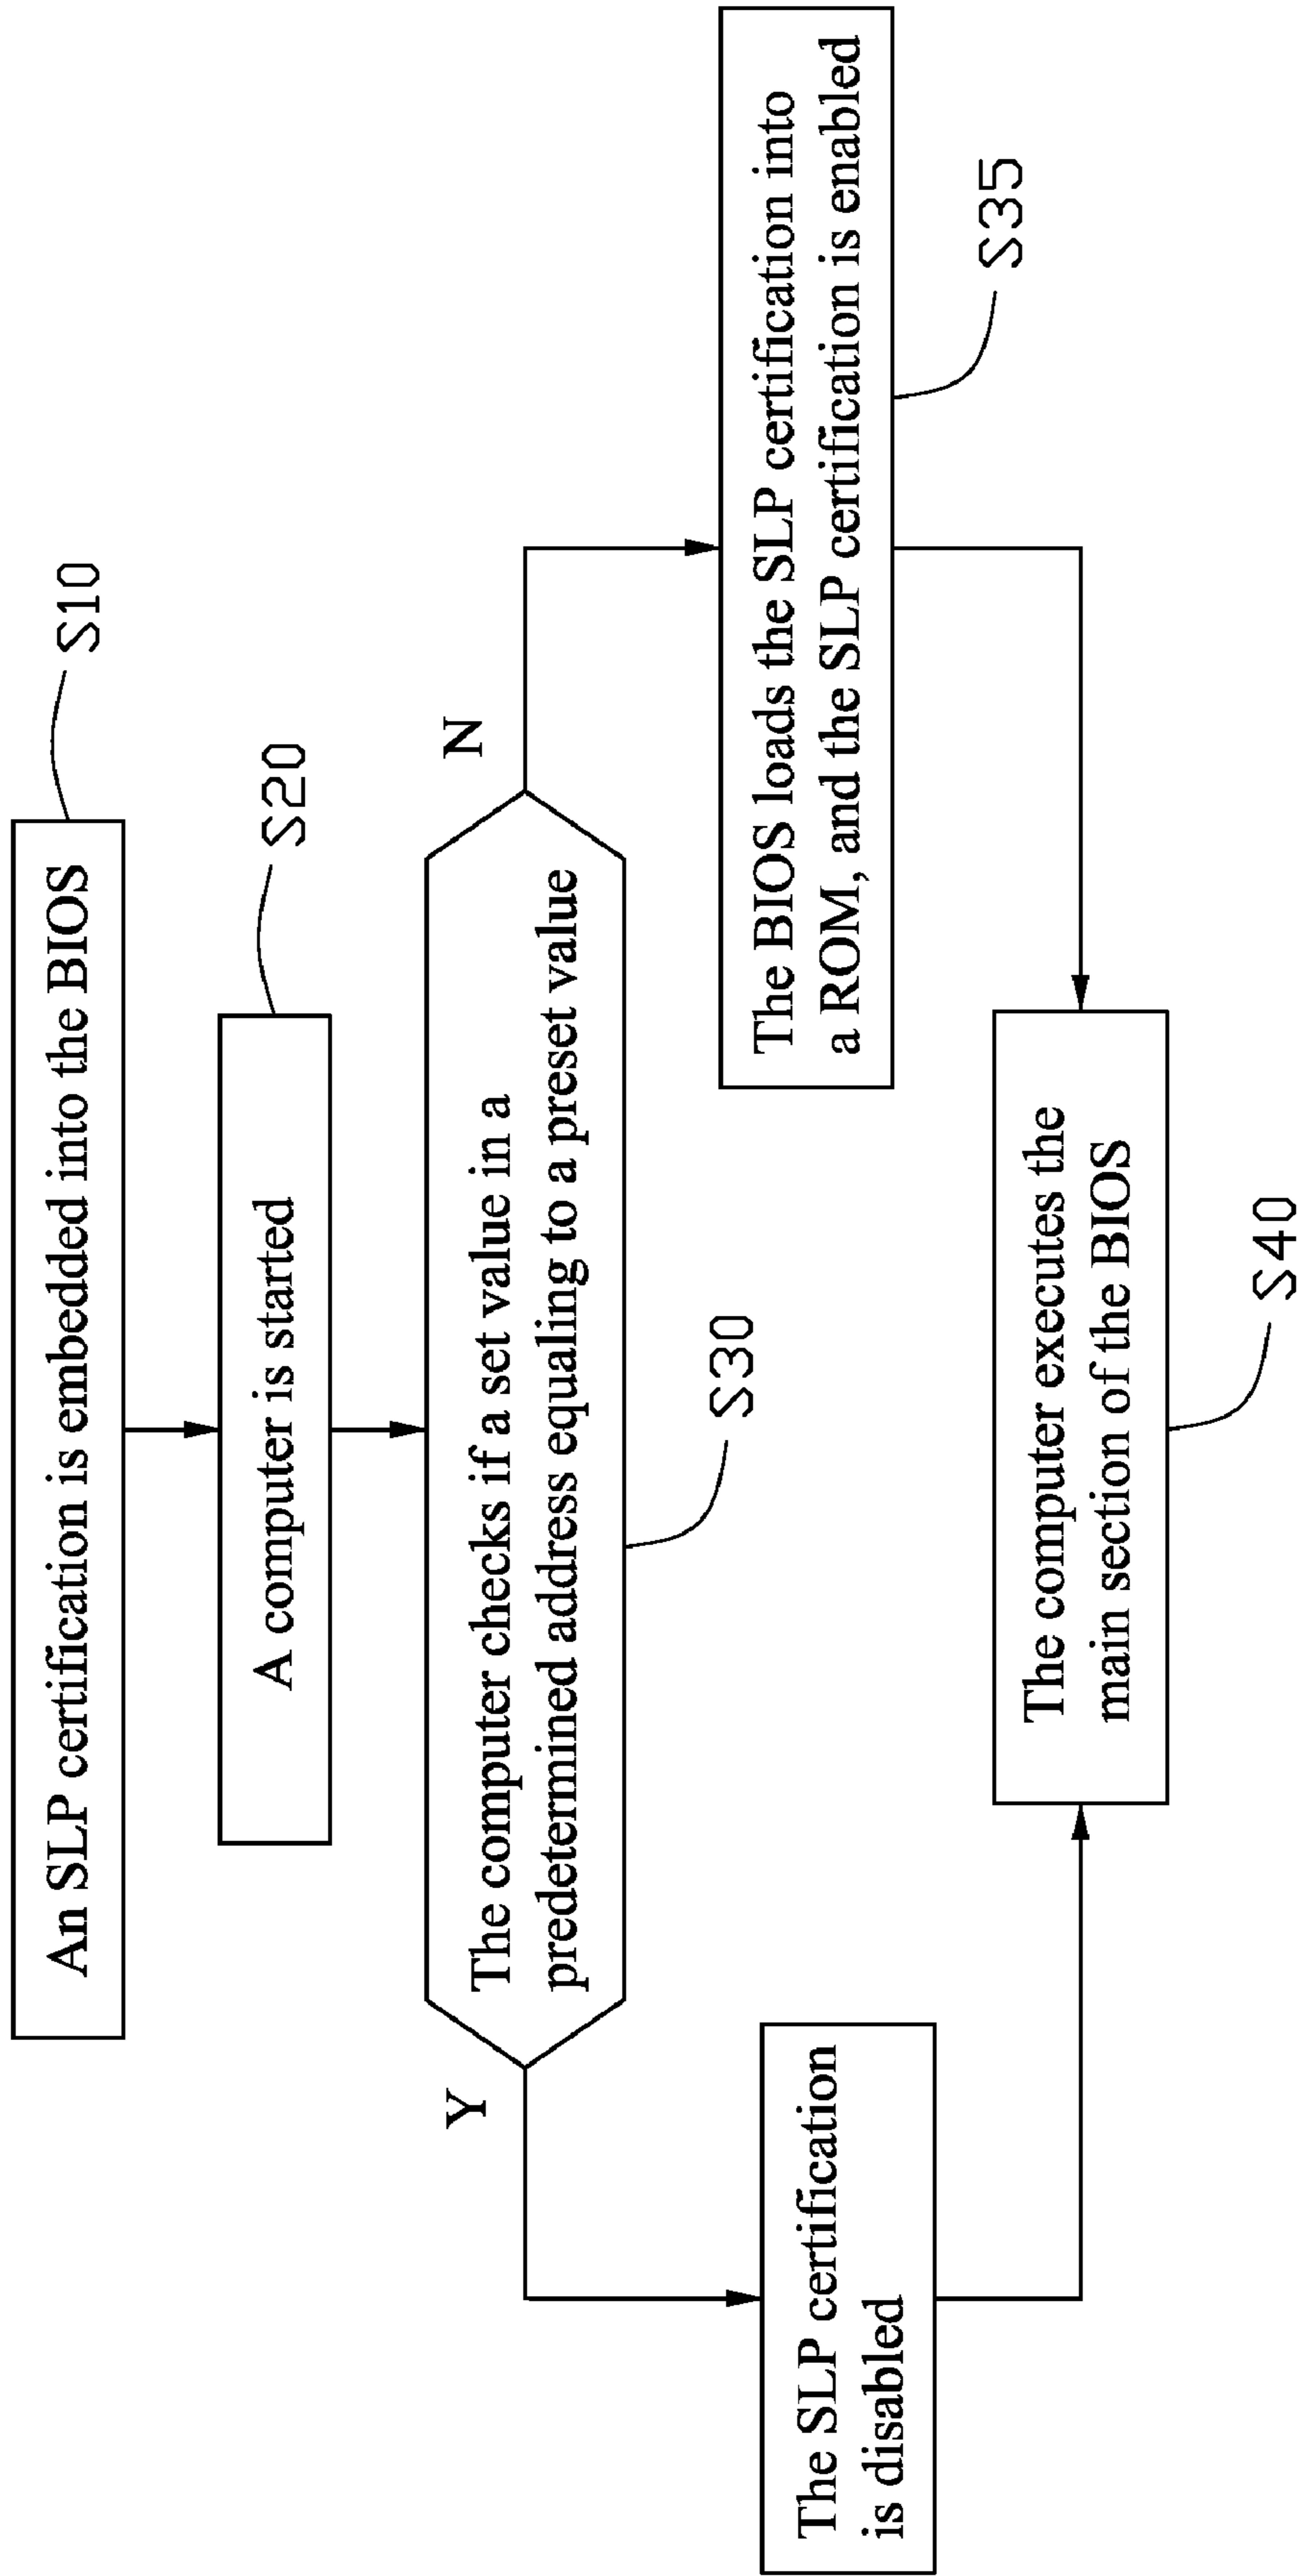 An SLP certification is embedded into the BIOS
S10
A computer is started
S20
The computer checks if a set value in a
predetermined address equaling to a preset value
S30
Y
N
The SLP certification
is disabled
The BIOS loads the SLP certification into
a ROM, and the SLP certification is enabled
S35
The computer executes the
main section of the BIOS
S40